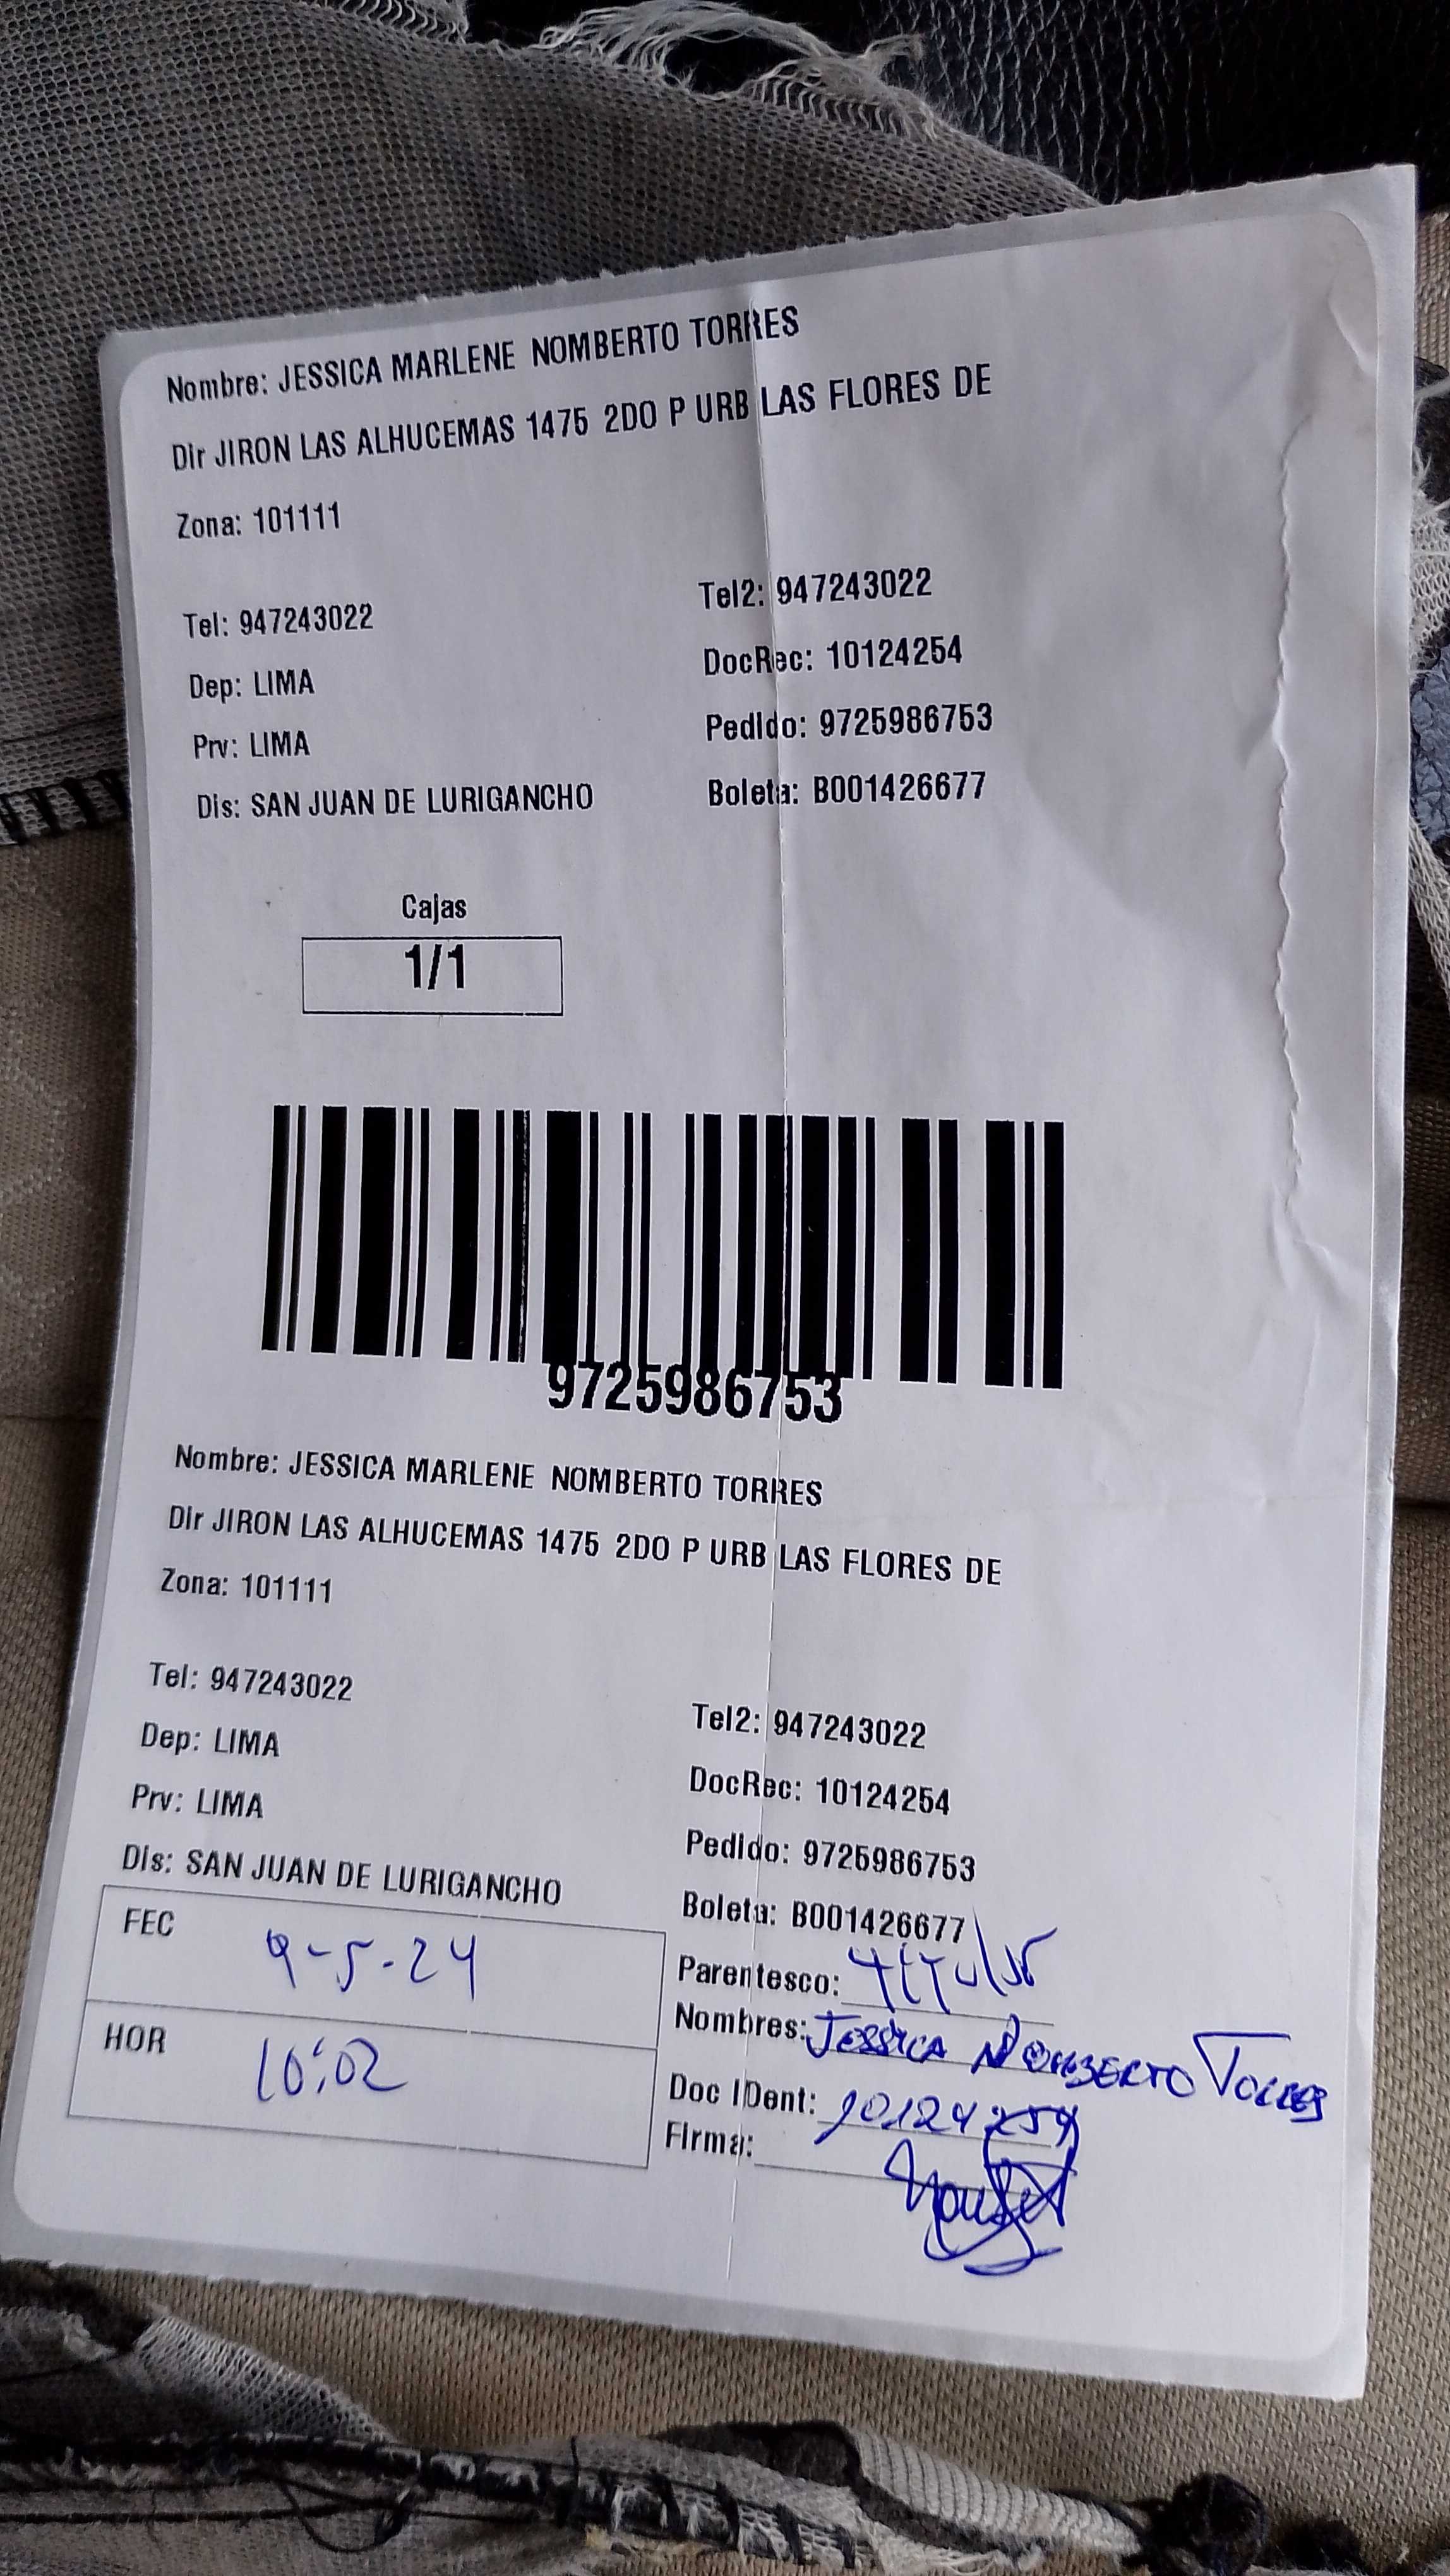 Nombre: JESSICA MARLENE NOMBERTO TORRES
Dir JIRON LAS ALHUCEMAS 1475 2DO P URB LAS FLORES DE
Zona: 101111
Tel: 947243022 Tel2: 947243022
Dep: LIMA DocRec: 10124254
Prv: LIMA Pedido: 9725986753
Dis: SAN JUAN DE LURIGANCHO Boleta: B001426677
Cajas
1/1
9725986753
Nombre: JESSICA MARLENE NOMBERTO TORRES
Dir JIRON LAS ALHUCEMAS 1475 2DO P URB LAS FLORES DE
Zona: 101111
Tel: 947243022 Tel2: 947243022
Dep: LIMA DocRec: 10124254
Prv: LIMA Pedido: 9725986753
Dis: SAN JUAN DE LURIGANCHO Boleta: B001426677
FEC 9-5-24 Parentesco: titular
HOR 10:02 Nombres: JESSICA NOMBERTO TORRES
Doc IDent: 10124254
Firma: